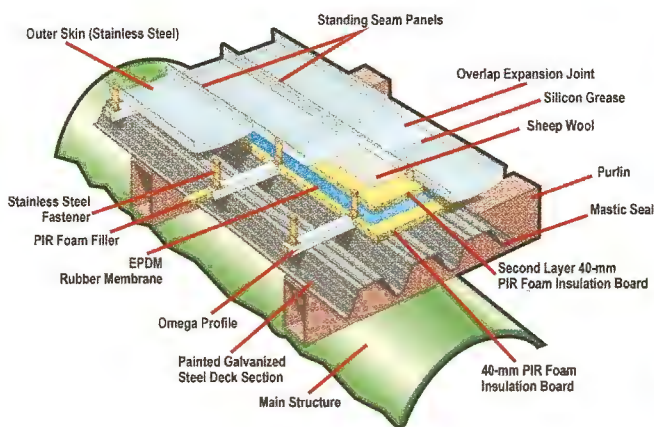 Standing Seam Panels
Outer Skin (Stainless Steel)
Overlap Expansion Joint
Silicon Grease
Sheep Wool
Purlin
Mastic Seal
Stainless Steel
Fastener
PIR Foam Filler
EPDM
Rubber Membrane
Second Layer 40-mm
PIR Foam Insulation Board
Omega Profile
Painted Galvanized
Steel Deck Section
40-mm PIR Foam
Insulation Board
Main Structure